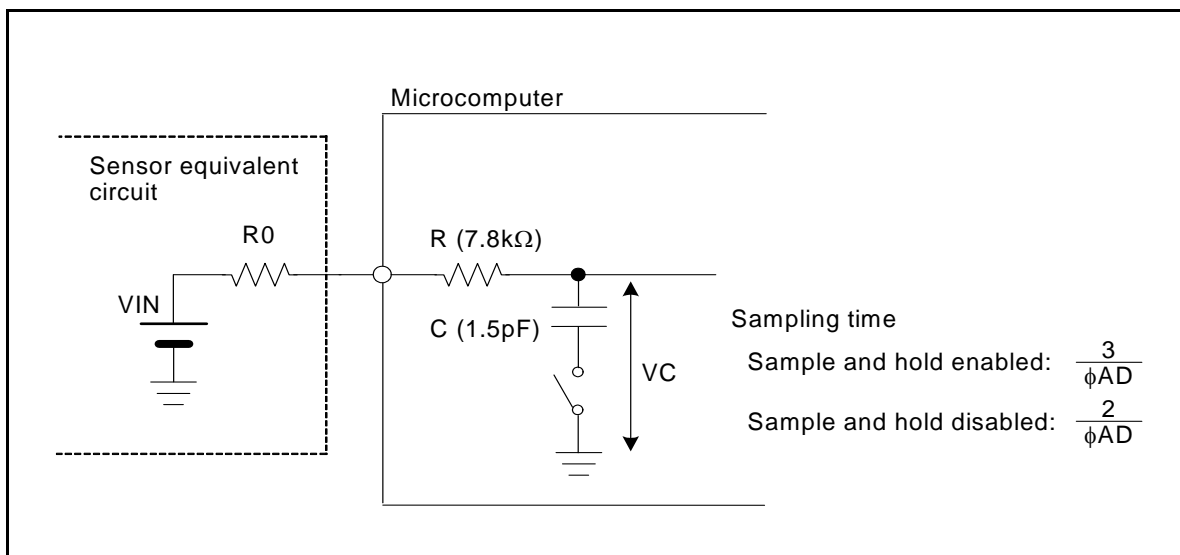 Microcomputer
Sensor equivalent
circuit
R0
R (7.8kΩ)
VIN
C (1.5pF)
VC
Sampling time
Sample and hold enabled: 3
ϕAD
Sample and hold disabled: 2
ϕAD